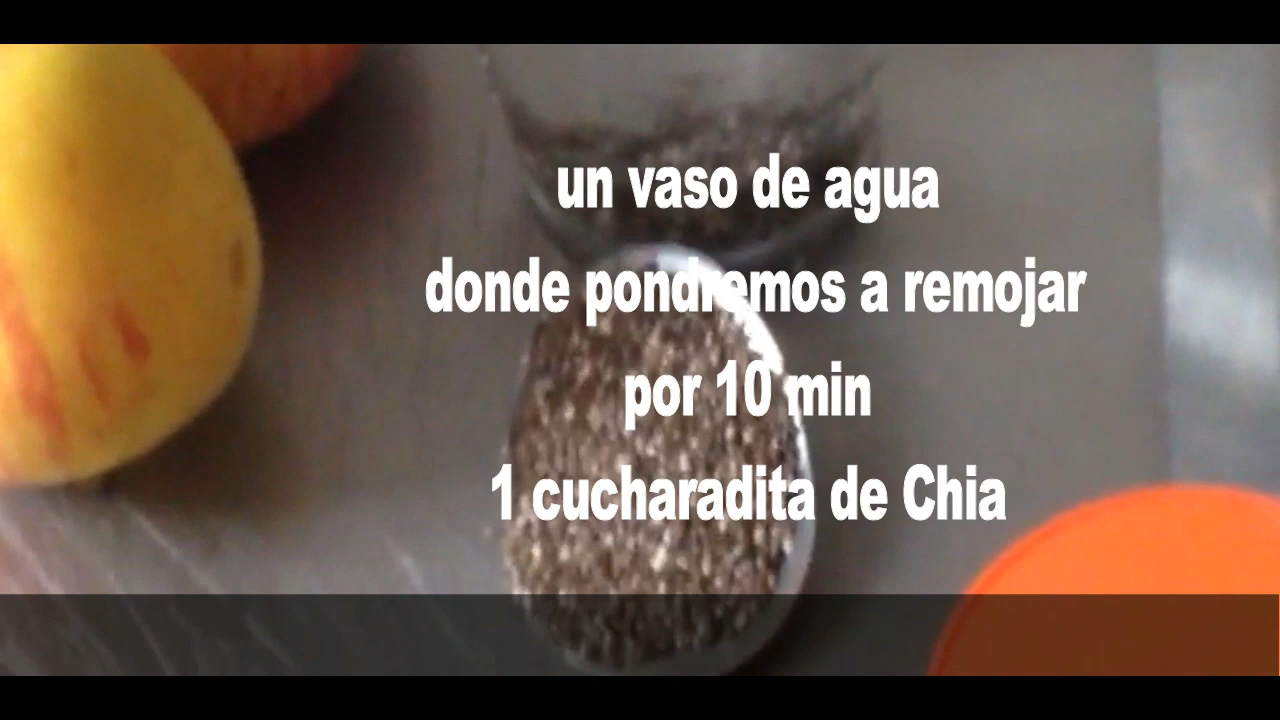 un vaso de agua
donde pondremos a remojar
por 10 min
1 cucharadita de Chia